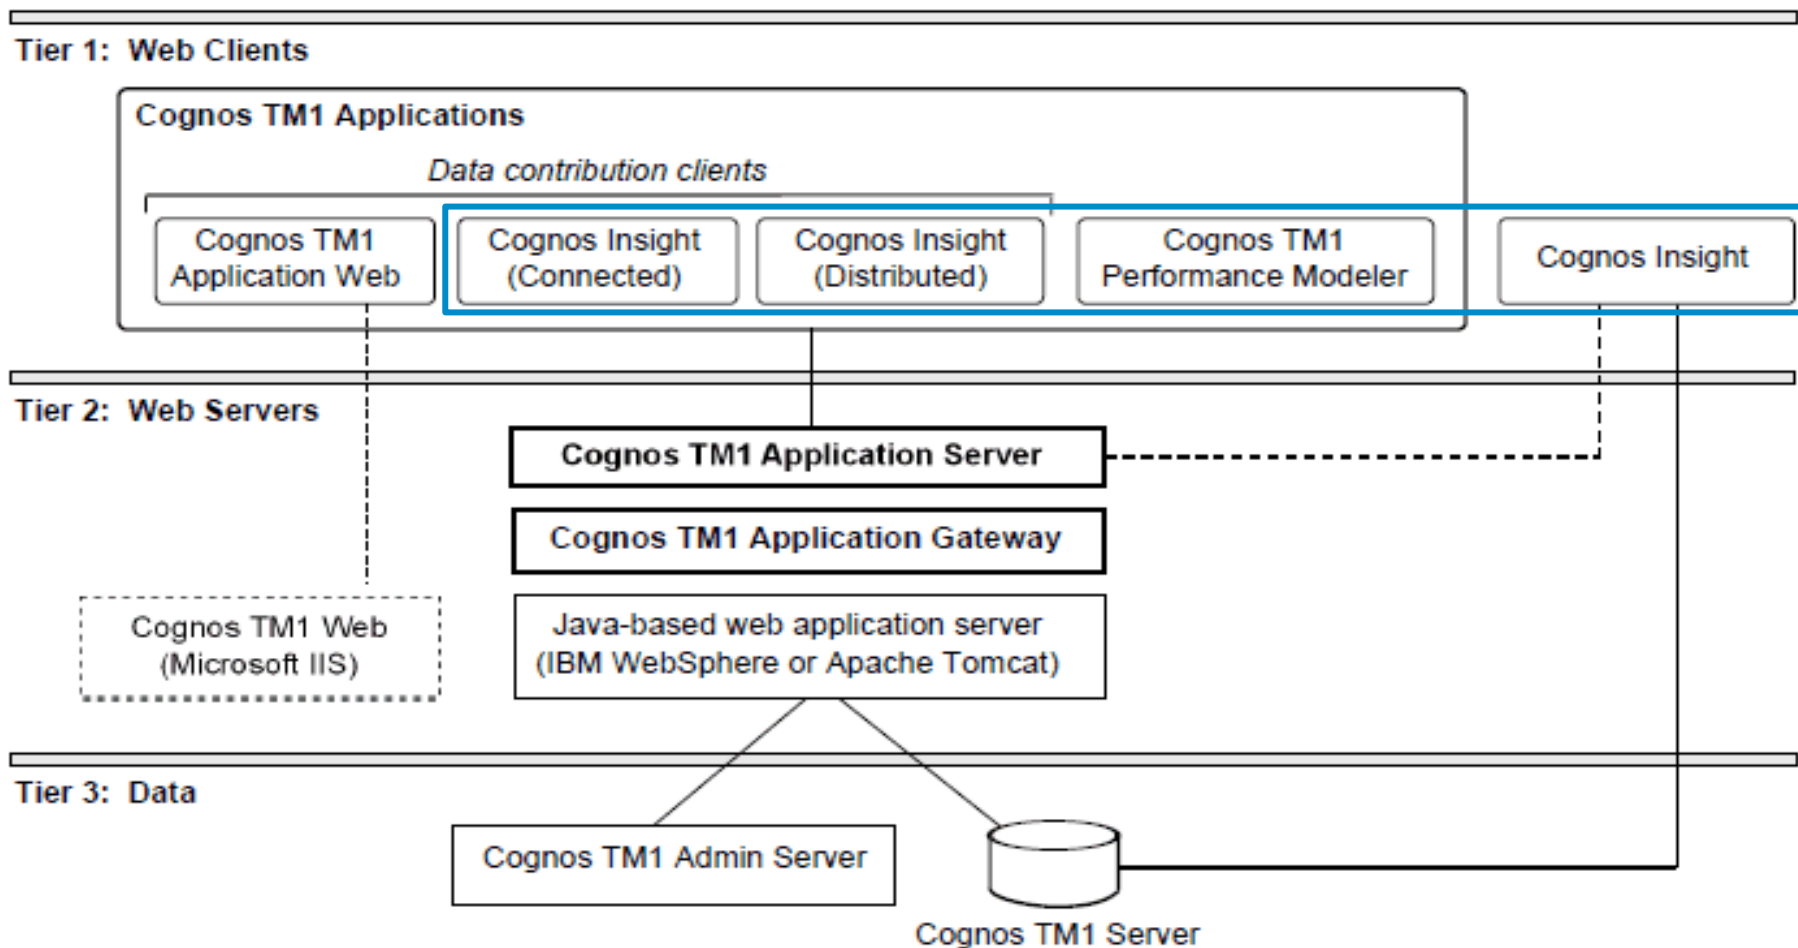 Tier 1: Web Clients
Cognos TM1 Applications
Data contribution clients
Cognos TM1
Application Web
Cognos Insight
(Connected)
Cognos Insight
(Distributed)
Cognos TM1
Performance Modeler
Cognos Insight
Tier 2: Web Servers
Cognos TM1 Application Server
Cognos TM1 Application Gateway
Cognos TM1 Web
(Microsoft IIS)
Java-based web application server
(IBM WebSphere or Apache Tomcat)
Tier 3: Data
Cognos TM1 Admin Server
Cognos TM1 Server